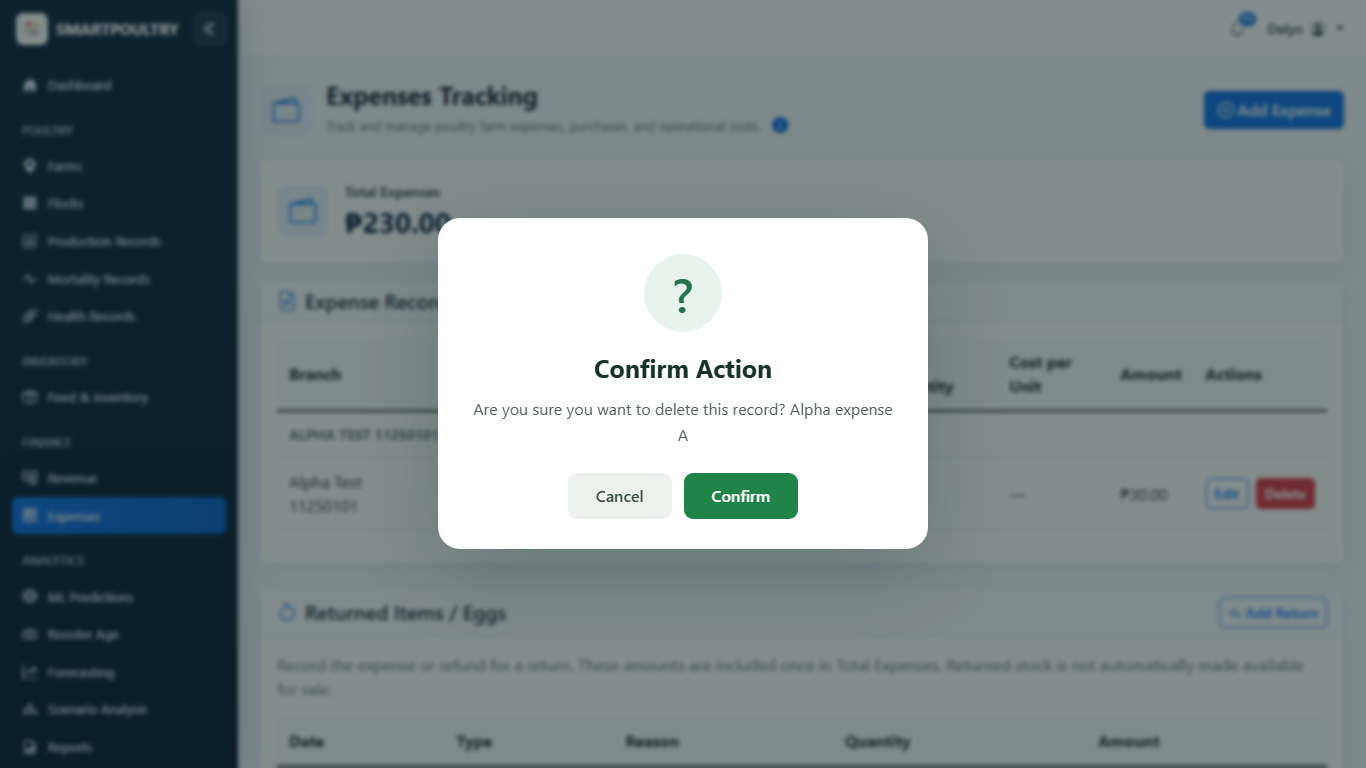 SMARTPOULTRY
Delyn
Dashboard
Expenses Tracking
Track and manage poultry farm expenses, purchases, and operational costs.
Add Expense
POULTRY
Farms
Flocks
Production Records
Mortality Records
Health Records
Total Expenses
₱230.00
INVENTORY
Feed & Inventory
FINANCE
Revenue
Expenses
ANALYTICS
ML Predictions
Rooster Age
Forecasting
Scenario Analysis
Reports
Expense
Branch
Cost per
Unit
Amount
Actions
ALPHA TEST 11250101
Alpha Test
11250101
—
₱30.00
Edit
Delete
?
Confirm Action
Are you sure you want to delete this record? Alpha expense
A
Cancel
Confirm
Returned Items / Eggs
Add Return
Record the expense or refund for a return. These amounts are included once in Total Expenses. Returned stock is not automatically made available
for sale.
Date
Type
Reason
Quantity
Amount